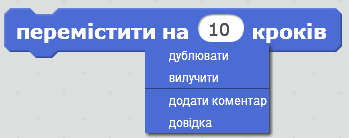 перемістити на 10 кроків
дублювати
вилучити
додати коментар
довідка